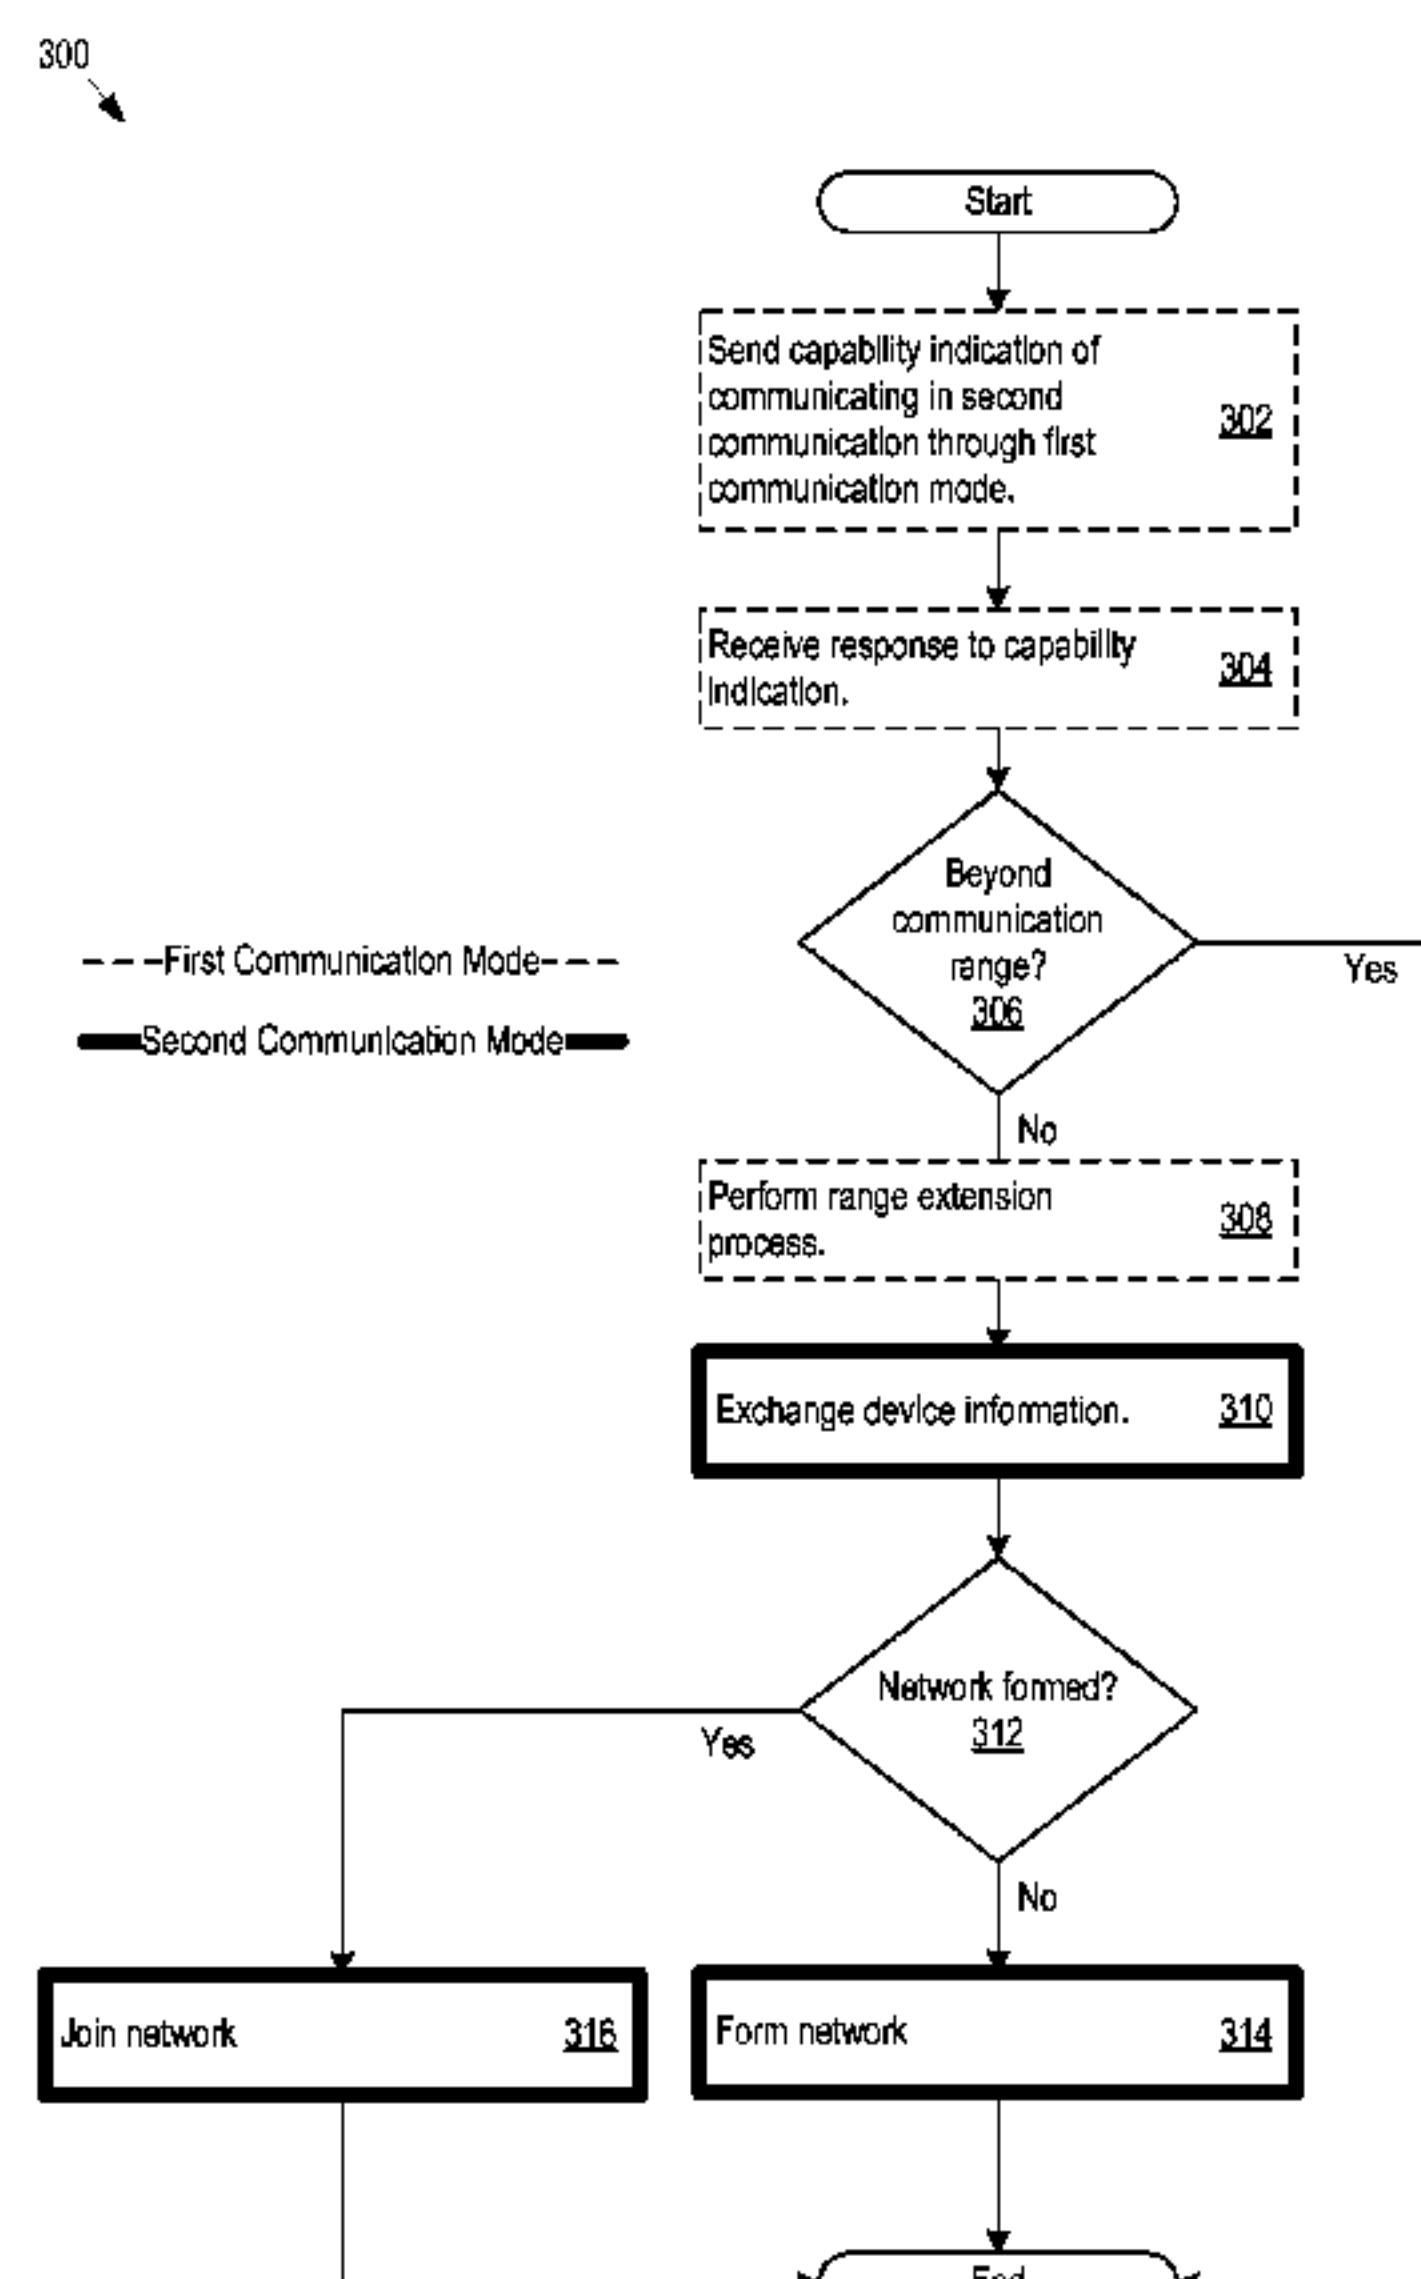 300
Start
Send capability indication of
communicating in second
communication through first
communication mode.
302
Receive response to capability
indication.
304
Beyond
communication
range?
306
Yes
First Communication Mode
Second Communication Mode
No
Perform range extension
process.
308
Exchange device information.
310
Network formed?
312
Yes
No
Join network
316
Form network
314
End